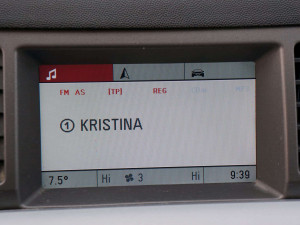 FM AS [TP] REG
① KRISTINA
7.5° Hi 3 Hi 9:39